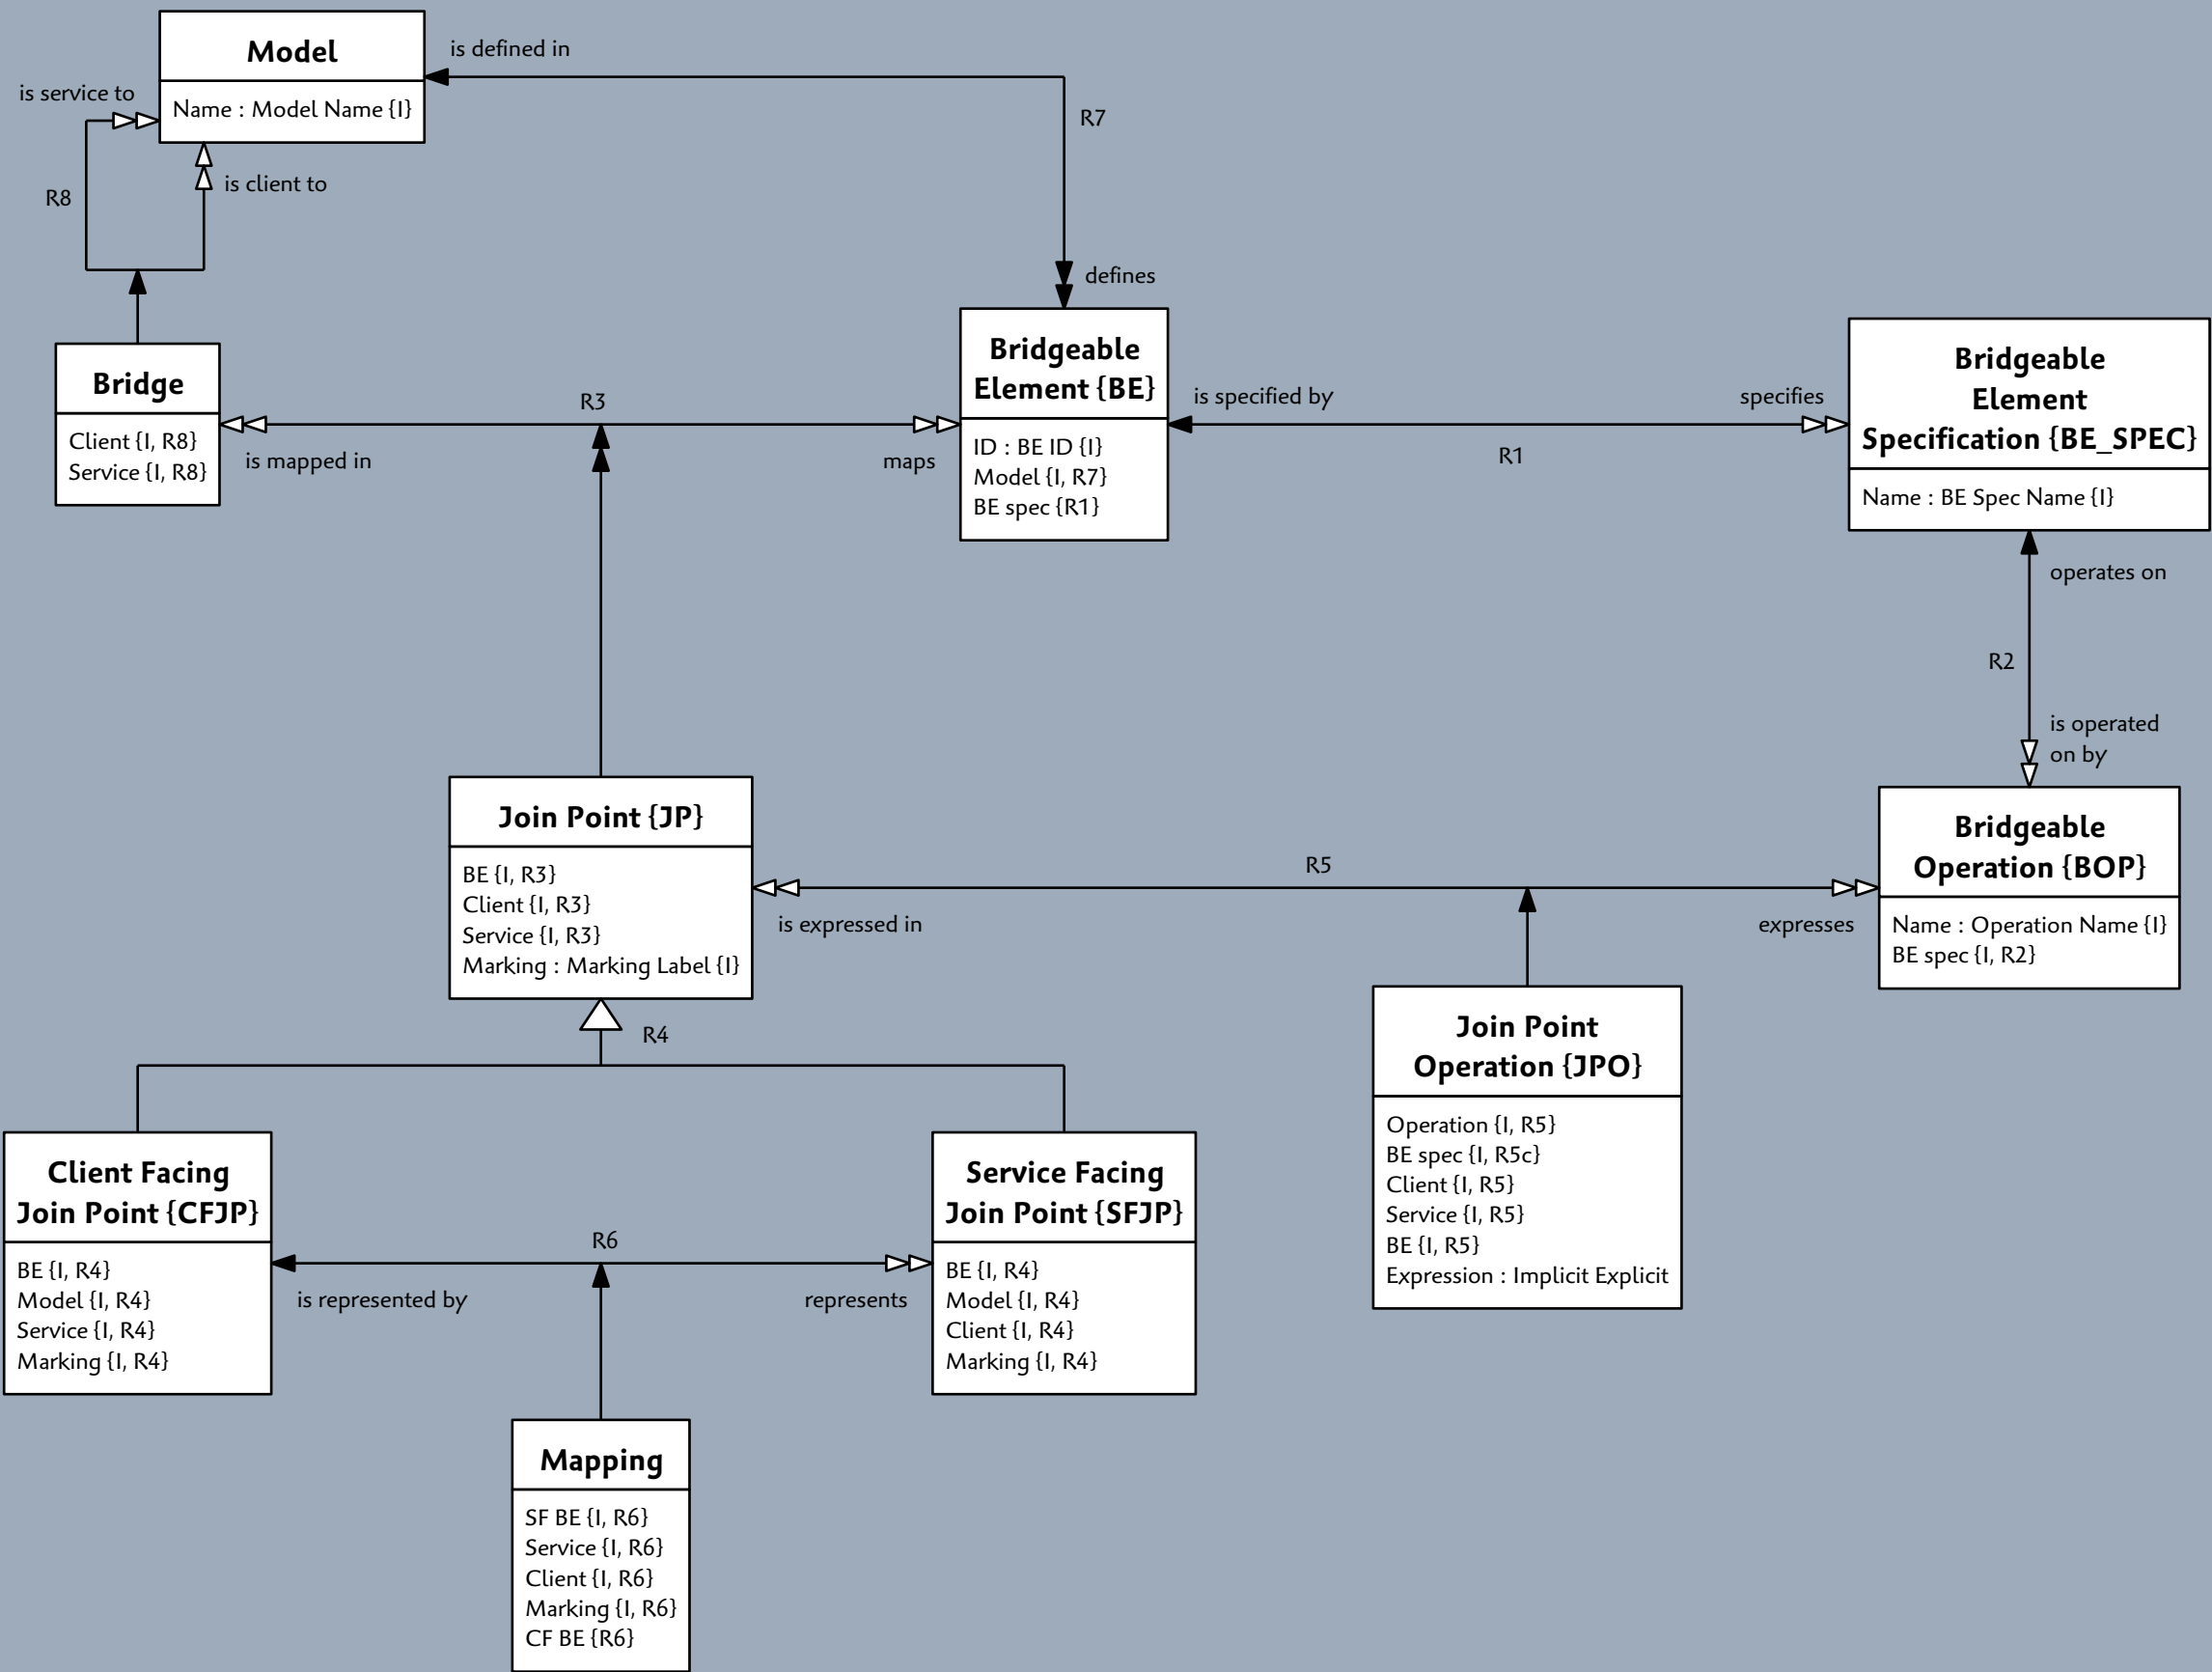 Model
Name : Model Name {I}
is defined in
is service to
is client to
R8
R7
defines
Bridge
Client {I, R8}
Service {I, R8}
R3
is mapped in
maps
Bridgeable
Element {BE}
ID : BE ID {I}
Model {I, R7}
BE spec {R1}
is specified by
specifies
R1
Bridgeable
Element
Specification {BE_SPEC}
Name : BE Spec Name {I}
operates on
R2
is operated
on by
Join Point {JP}
BE {I, R3}
Client {I, R3}
Service {I, R3}
Marking : Marking Label {I}
R5
is expressed in
expresses
Bridgeable
Operation {BOP}
Name : Operation Name {I}
BE spec {I, R2}
R4
Join Point
Operation {JPO}
Operation {I, R5}
BE spec {I, R5c}
Client {I, R5}
Service {I, R5}
BE {I, R5}
Expression : Implicit Explicit
Client Facing
Join Point {CFJP}
BE {I, R4}
Model {I, R4}
Service {I, R4}
Marking {I, R4}
R6
is represented by
represents
Service Facing
Join Point {SFJP}
BE {I, R4}
Model {I, R4}
Client {I, R4}
Marking {I, R4}
Mapping
SF BE {I, R6}
Service {I, R6}
Client {I, R6}
Marking {I, R6}
CF BE {R6}